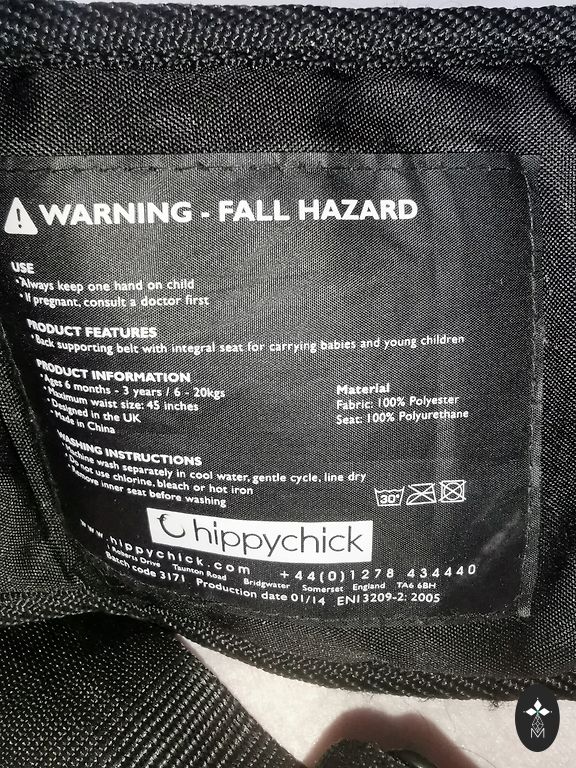 WARNING - FALL HAZARD
USE
• Always keep one hand on child
• If pregnant, consult a doctor first
PRODUCT FEATURES
• Back supporting belt with integral seat for carrying babies and young children
PRODUCT INFORMATION
• Ages 6 months - 3 years / 6 - 20kgs
• Maximum waist size: 45 inches
• Designed in the UK
• Made in China
Material
Fabric: 100% Polyester
Seat: 100% Polyurethane
WASHING INSTRUCTIONS
• Machine wash separately in cool water, gentle cycle, line dry
• Do not use chlorine, bleach or hot iron
• Remove inner seat before washing
30°
hippychick
www.hippychick.com +44(0)1278 434440
Roberts Drive Taunton Road Bridgwater Somerset England TA6 6BH
Batch code 3171 Production date 01/14 EN13209-2: 2005
M